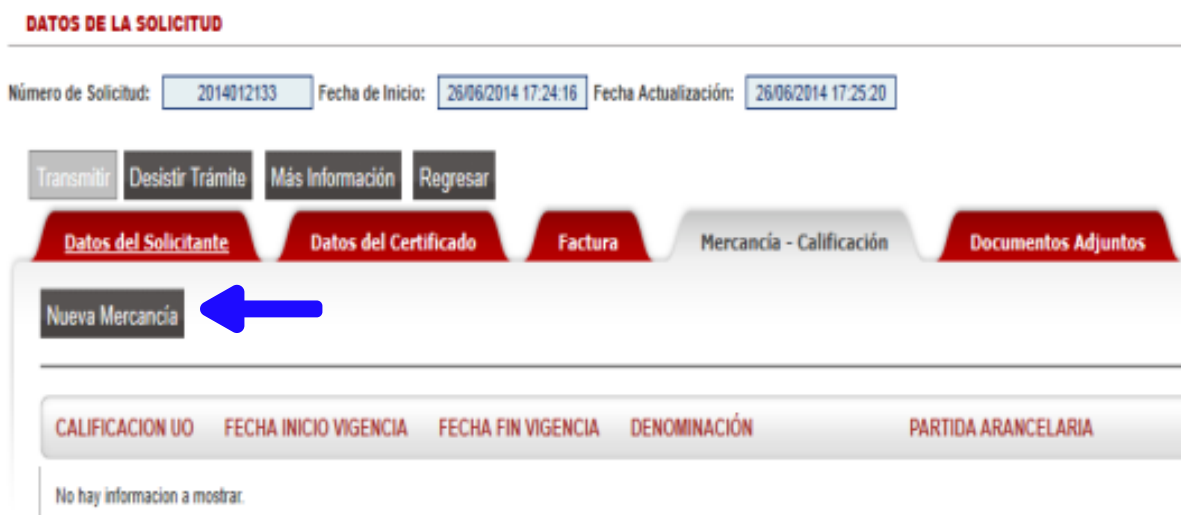 DATOS DE LA SOLICITUD
Número de Solicitud: 2014012133 Fecha de Inicio: 26/06/2014 17:24:16 Fecha Actualización: 26/06/2014 17:25:20
Transmitir Desistir Trámite Más Información Regresar
Datos del Solicitante Datos del Certificado Factura Mercancía - Calificación Documentos Adjuntos
Nueva Mercancía
CALIFICACION UO FECHA INICIO VIGENCIA FECHA FIN VIGENCIA DENOMINACIÓN PARTIDA ARANCELARIA
No hay informacion a mostrar.